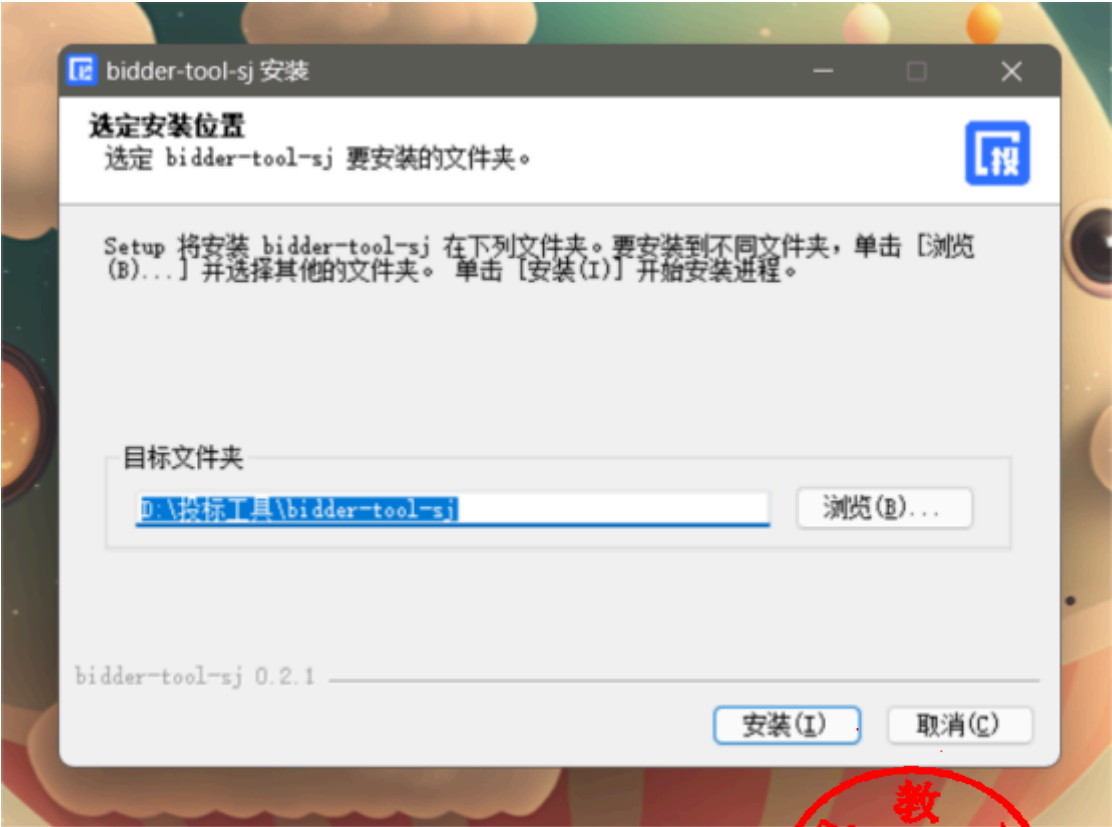 bidder-tool-sj 安装
选定安装位置
选定 bidder-tool-sj 要安装的文件夹。
投
Setup 将安装 bidder-tool-sj 在下列文件夹。要安装到不同文件夹，单击 [浏览
(B)...] 并选择其他的文件夹。 单击 [安装(I)] 开始安装进程。
目标文件夹
D:\投标工具\bidder-tool-sj
浏览(B)...
bidder-tool-sj 0.2.1
安装(I)
取消(C)
教